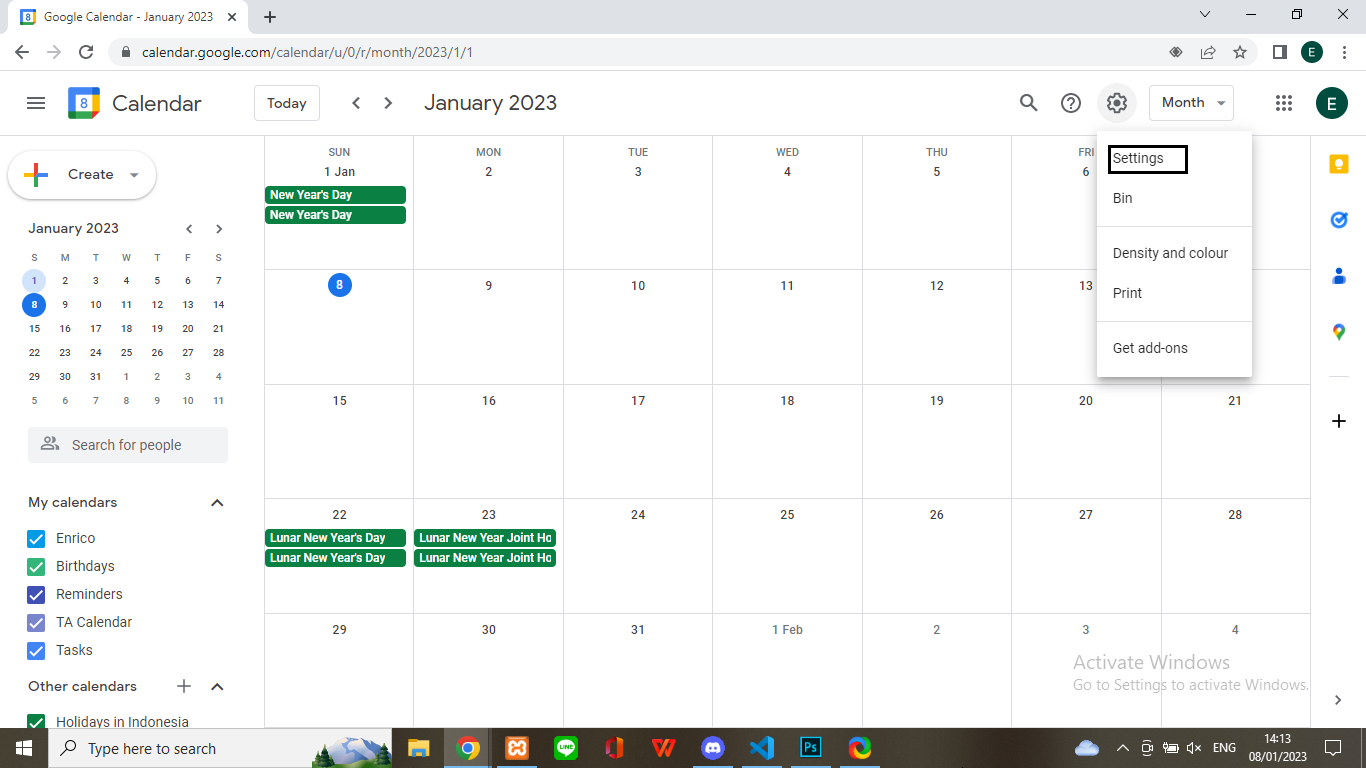 Google Calendar - January 2023
calendar.google.com/calendar/u/0/r/month/2023/1/1
E
8
Calendar
Today
January 2023
Month
E
Create
January 2023
S M T W T F S
1 2 3 4 5 6 7
8 9 10 11 12 13 14
15 16 17 18 19 20 21
22 23 24 25 26 27 28
29 30 31 1 2 3 4
5 6 7 8 9 10 11
Search for people
My calendars
Enrico
Birthdays
Reminders
TA Calendar
Tasks
Other calendars
Holidays in Indonesia
SUN MON TUE WED THU FRI
1 Jan 2 3 4 5 6
New Year's Day
New Year's Day
8 9 10 11 12 13
15 16 17 18 19 20 21
22 23 24 25 26 27 28
Lunar New Year's Day Lunar New Year Joint Ho
Lunar New Year's Day Lunar New Year Joint Ho
29 30 31 1 Feb 2 3 4
Settings
Bin
Density and colour
Print
Get add-ons
Activate Windows
Go to Settings to activate Windows.
Type here to search
LINE
Ps
ENG
14:13
08/01/2023